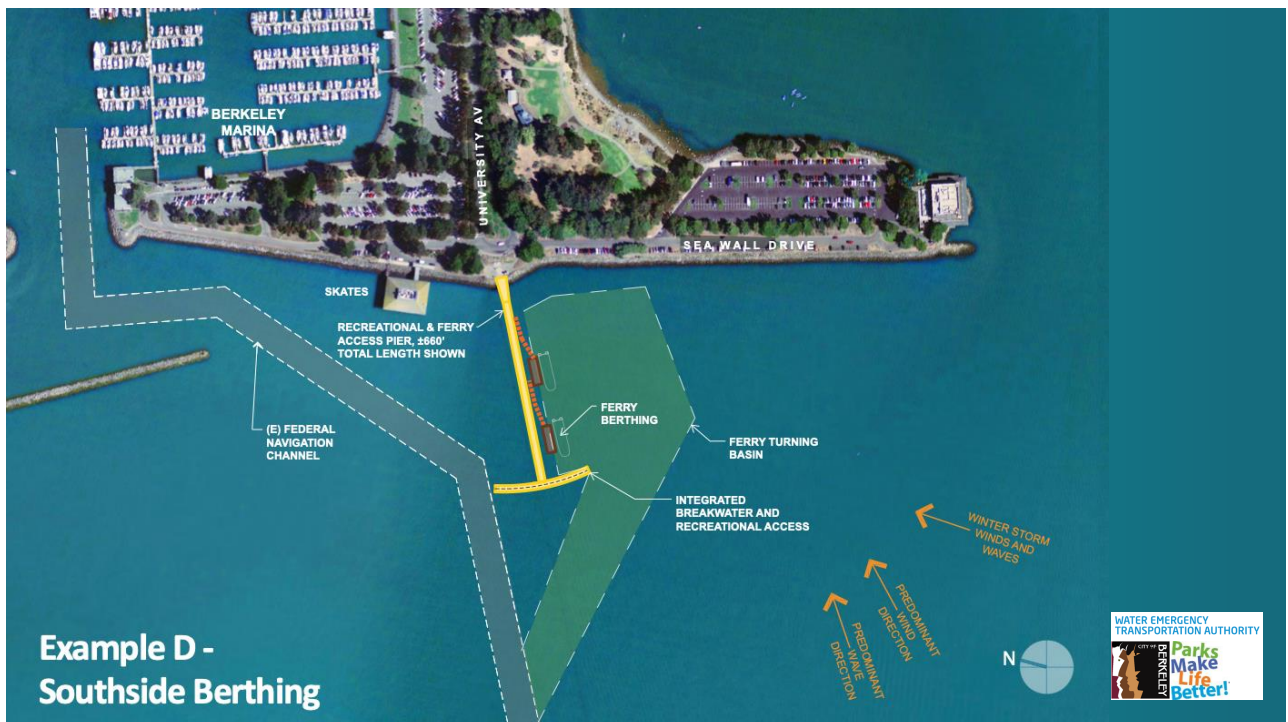 BERKELEY
MARINA
UNIVERSITY AV
SEA WALL DRIVE
SKATES
RECREATIONAL & FERRY
ACCESS PIER, ±660'
TOTAL LENGTH SHOWN
(E) FEDERAL
NAVIGATION
CHANNEL
FERRY
BERTHING
FERRY TURNING
BASIN
INTEGRATED
BREAKWATER AND
RECREATIONAL ACCESS
WINTER STORM
WINDS AND
WAVES
PREDOMINANT
WIND
DIRECTION
PREDOMINANT
WAVE
DIRECTION
N
Example D -
Southside Berthing
WATER EMERGENCY
TRANSPORTATION AUTHORITY
CITY OF
BERKELEY
Parks
Make
Life
Better!